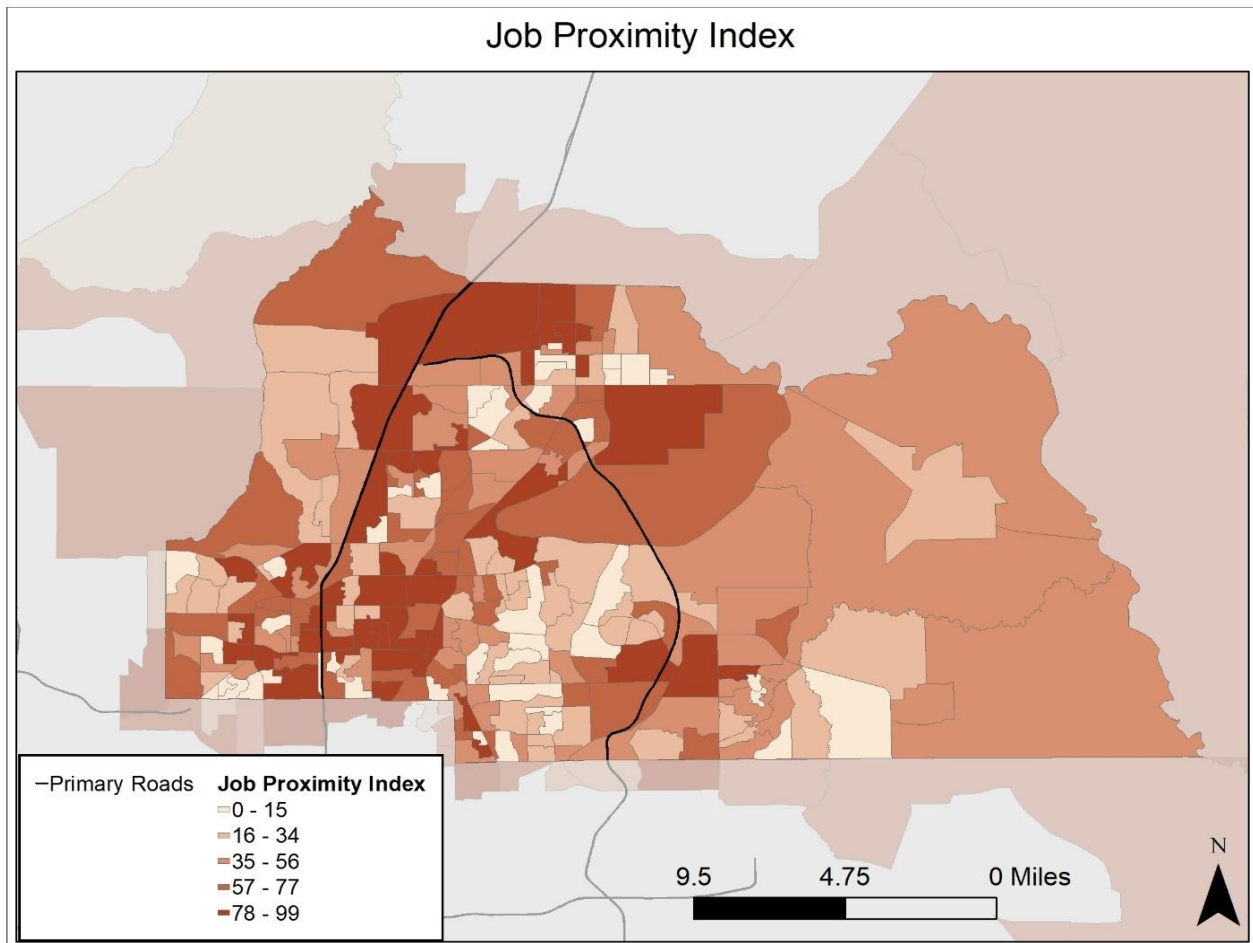 Job Proximity Index
Primary Roads
Job Proximity Index
0 - 15
16 - 34
35 - 56
57 - 77
78 - 99
9.5 4.75 0 Miles
N